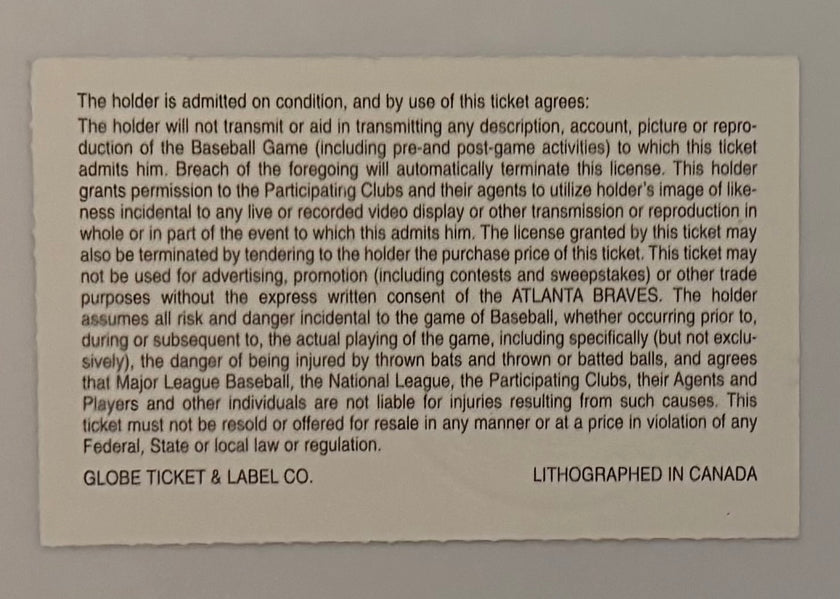 The holder is admitted on condition, and by use of this ticket agrees:
The holder will not transmit or aid in transmitting any description, account, picture or repro-
duction of the Baseball Game (including pre-and post-game activities) to which this ticket
admits him. Breach of the foregoing will automatically terminate this license. This holder
grants permission to the Participating Clubs and their agents to utilize holder's image of like-
ness incidental to any live or recorded video display or other transmission or reproduction in
whole or in part of the event to which this admits him. The license granted by this ticket may
also be terminated by tendering to the holder the purchase price of this ticket. This ticket may
not be used for advertising, promotion (including contests and sweepstakes) or other trade
purposes without the express written consent of the ATLANTA BRAVES. The holder
assumes all risk and danger incidental to the game of Baseball, whether occurring prior to,
during or subsequent to, the actual playing of the game, including specifically (but not exclu-
sively), the danger of being injured by thrown bats and thrown or batted balls, and agrees
that Major League Baseball, the National League, the Participating Clubs, their Agents and
Players and other individuals are not liable for injuries resulting from such causes. This
ticket must not be resold or offered for resale in any manner or at a price in violation of any
Federal, State or local law or regulation.
GLOBE TICKET & LABEL CO. LITHOGRAPHED IN CANADA